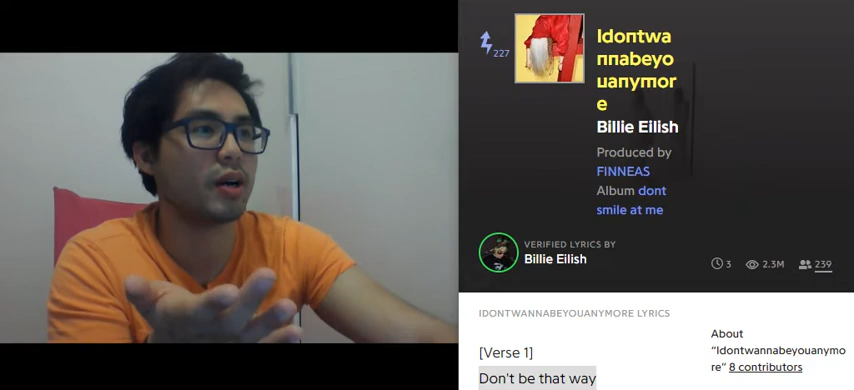 227
Idontwa
nnabeyo
uanymor
e
Billie Eilish
Produced by
FINNEAS
Album dont
smile at me
VERIFIED LYRICS BY
Billie Eilish
3 2.3M 239
IDONTWANNABEYOUANYMORE LYRICS
About
“Idontwannabeyouanymo
re” 8 contributors
[Verse 1]
Don't be that way